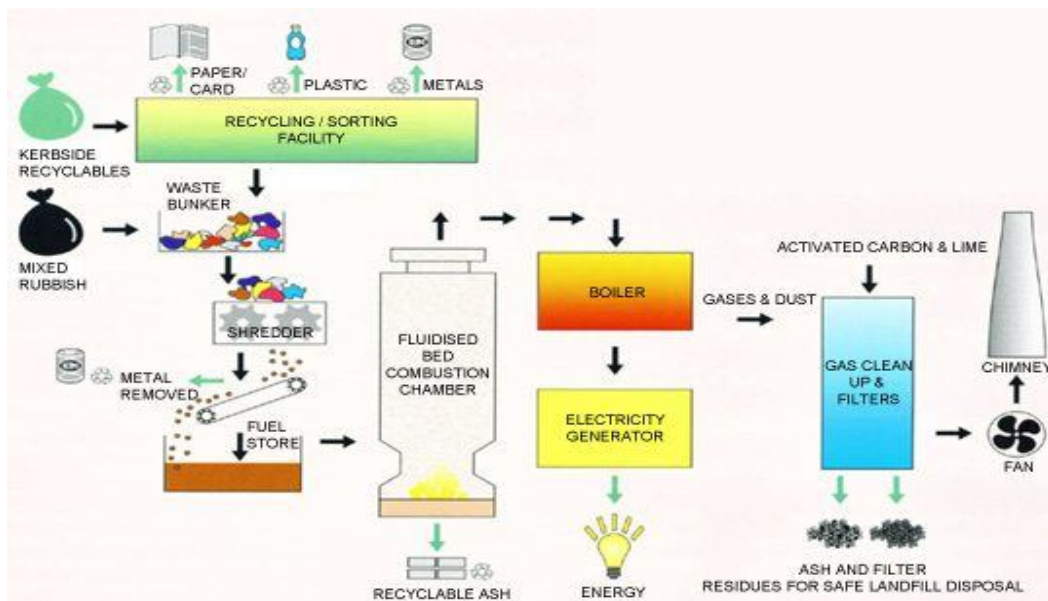 PAPER/
CARD
PLASTIC
METALS
RECYCLING / SORTING
FACILITY
KERBSIDE
RECYCLABLES
WASTE
BUNKER
MIXED
RUBBISH
SHREDDER
METAL
REMOVED
FUEL
STORE
FLUIDISED
BED
COMBUSTION
CHAMBER
RECYCLABLE ASH
BOILER
ELECTRICITY
GENERATOR
ENERGY
GASES & DUST
ACTIVATED CARBON & LIME
GAS CLEAN
UP &
FILTERS
CHIMNEY
FAN
ASH AND FILTER
RESIDUES FOR SAFE LANDFILL DISPOSAL